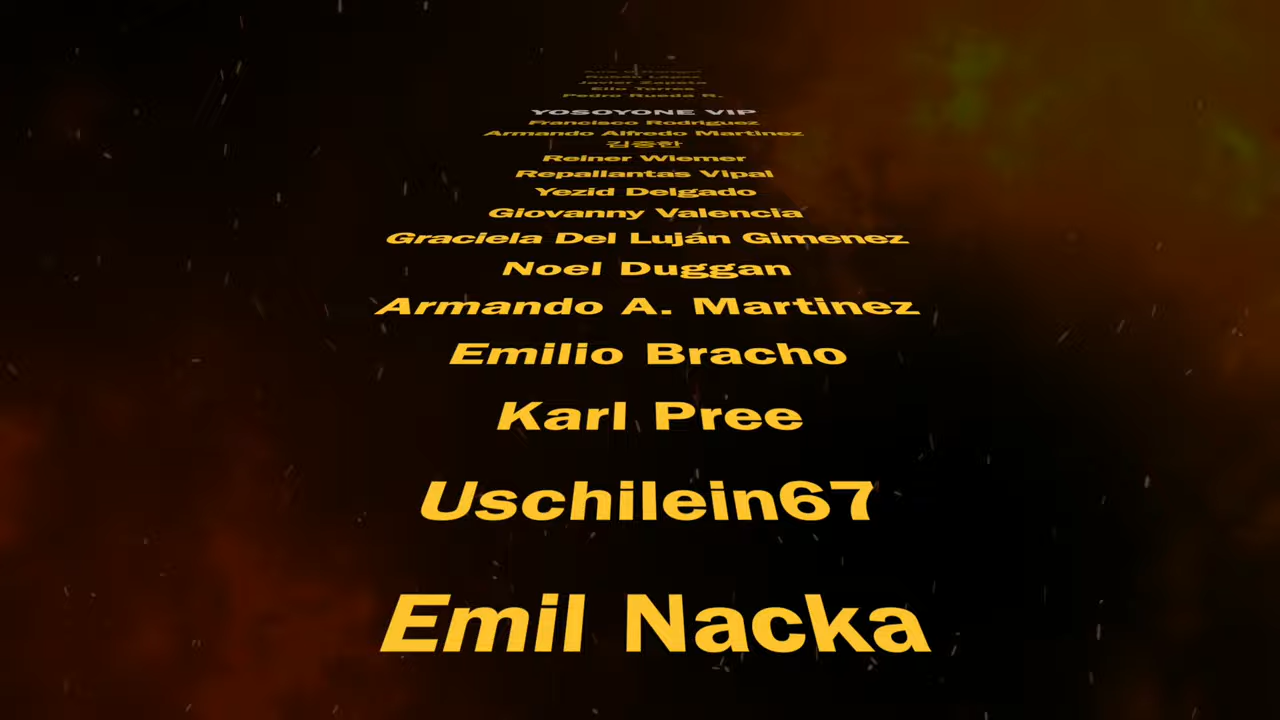 Rubén López
Javier Zapata
Elio Torres
Pedro Rueda R.
YOSOYONE VIP
Francisco Rodriguez
Armando Alfredo Martinez
김종한
Reiner Wiemer
Repallantas Vipal
Yezid Delgado
Giovanny Valencia
Graciela Del Luján Gimenez
Noel Duggan
Armando A. Martinez
Emilio Bracho
Karl Pree
Uschilein67
Emil Nacka